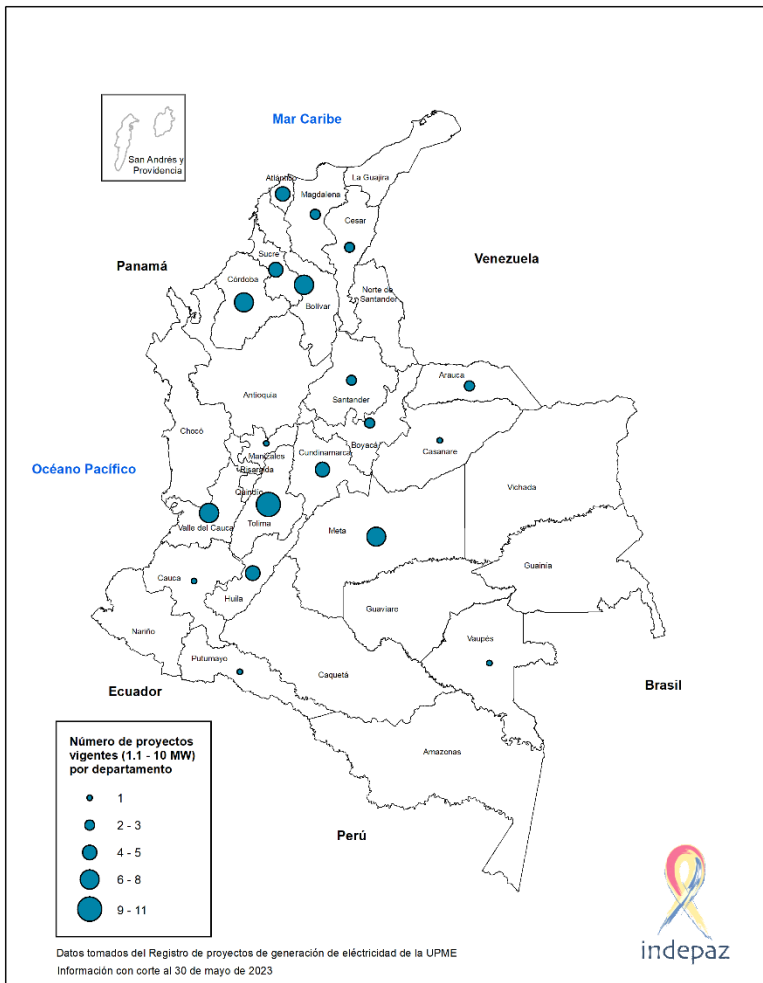 Mar Caribe
San Andrés y
Providencia
Atlántico
La Guajira
Magdalena
Cesar
Panamá
Venezuela
Sucre
Córdoba
Bolívar
Norte de
Santander
Arauca
Antioquia
Santander
Chocó
Boyacá
Casanare
Manizales
Cundinamarca
Risaralda
Océano Pacífico
Vichada
Quindío
Tolima
Valle del Cauca
Meta
Guainía
Cauca
Huila
Guaviare
Nariño
Vaupés
Putumayo
Caquetá
Ecuador
Brasil
Amazonas
Perú
Número de proyectos
vigentes (1.1 - 10 MW)
por departamento
1
2 - 3
4 - 5
6 - 8
9 - 11
indepaz
Datos tomados del Registro de proyectos de generación de eléctricidad de la UPME
Información con corte al 30 de mayo de 2023